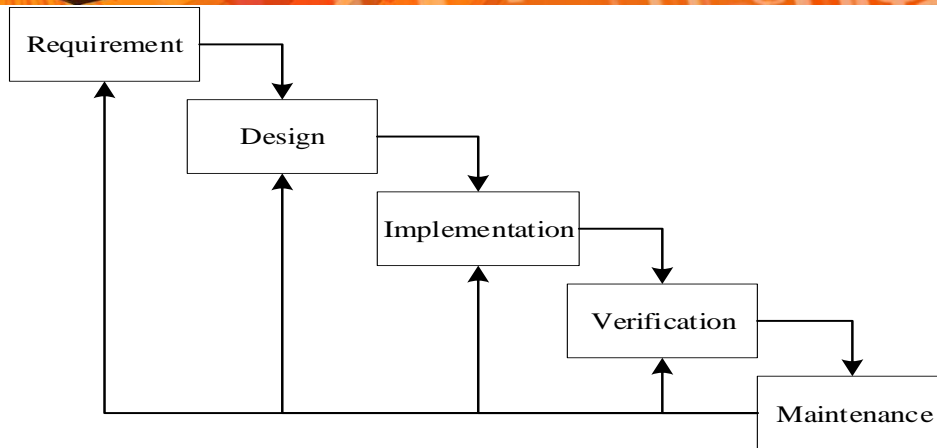 Requirement
Design
Implementation
Verification
Maintenance